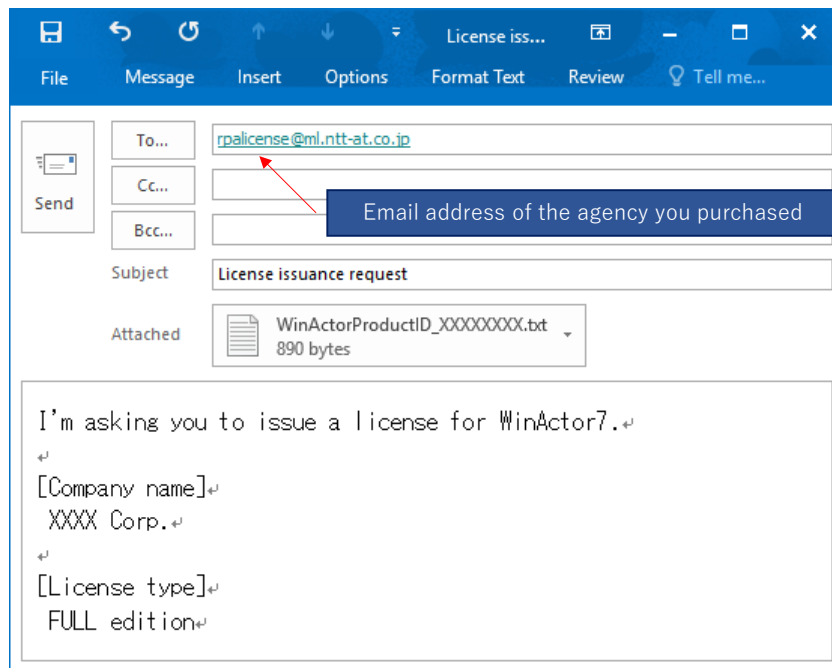 License iss...
File Message Insert Options Format Text Review Tell me...
To... rpalicense@ml.ntt-at.co.jp
Cc...
Send
Email address of the agency you purchased
Bcc...
Subject License issuance request
Attached WinActorProductID_XXXXXXXX.txt
890 bytes
I'm asking you to issue a license for WinActor7.↵
↵
[Company name]↵
XXXX Corp.↵
↵
[License type]↵
FULL edition↵